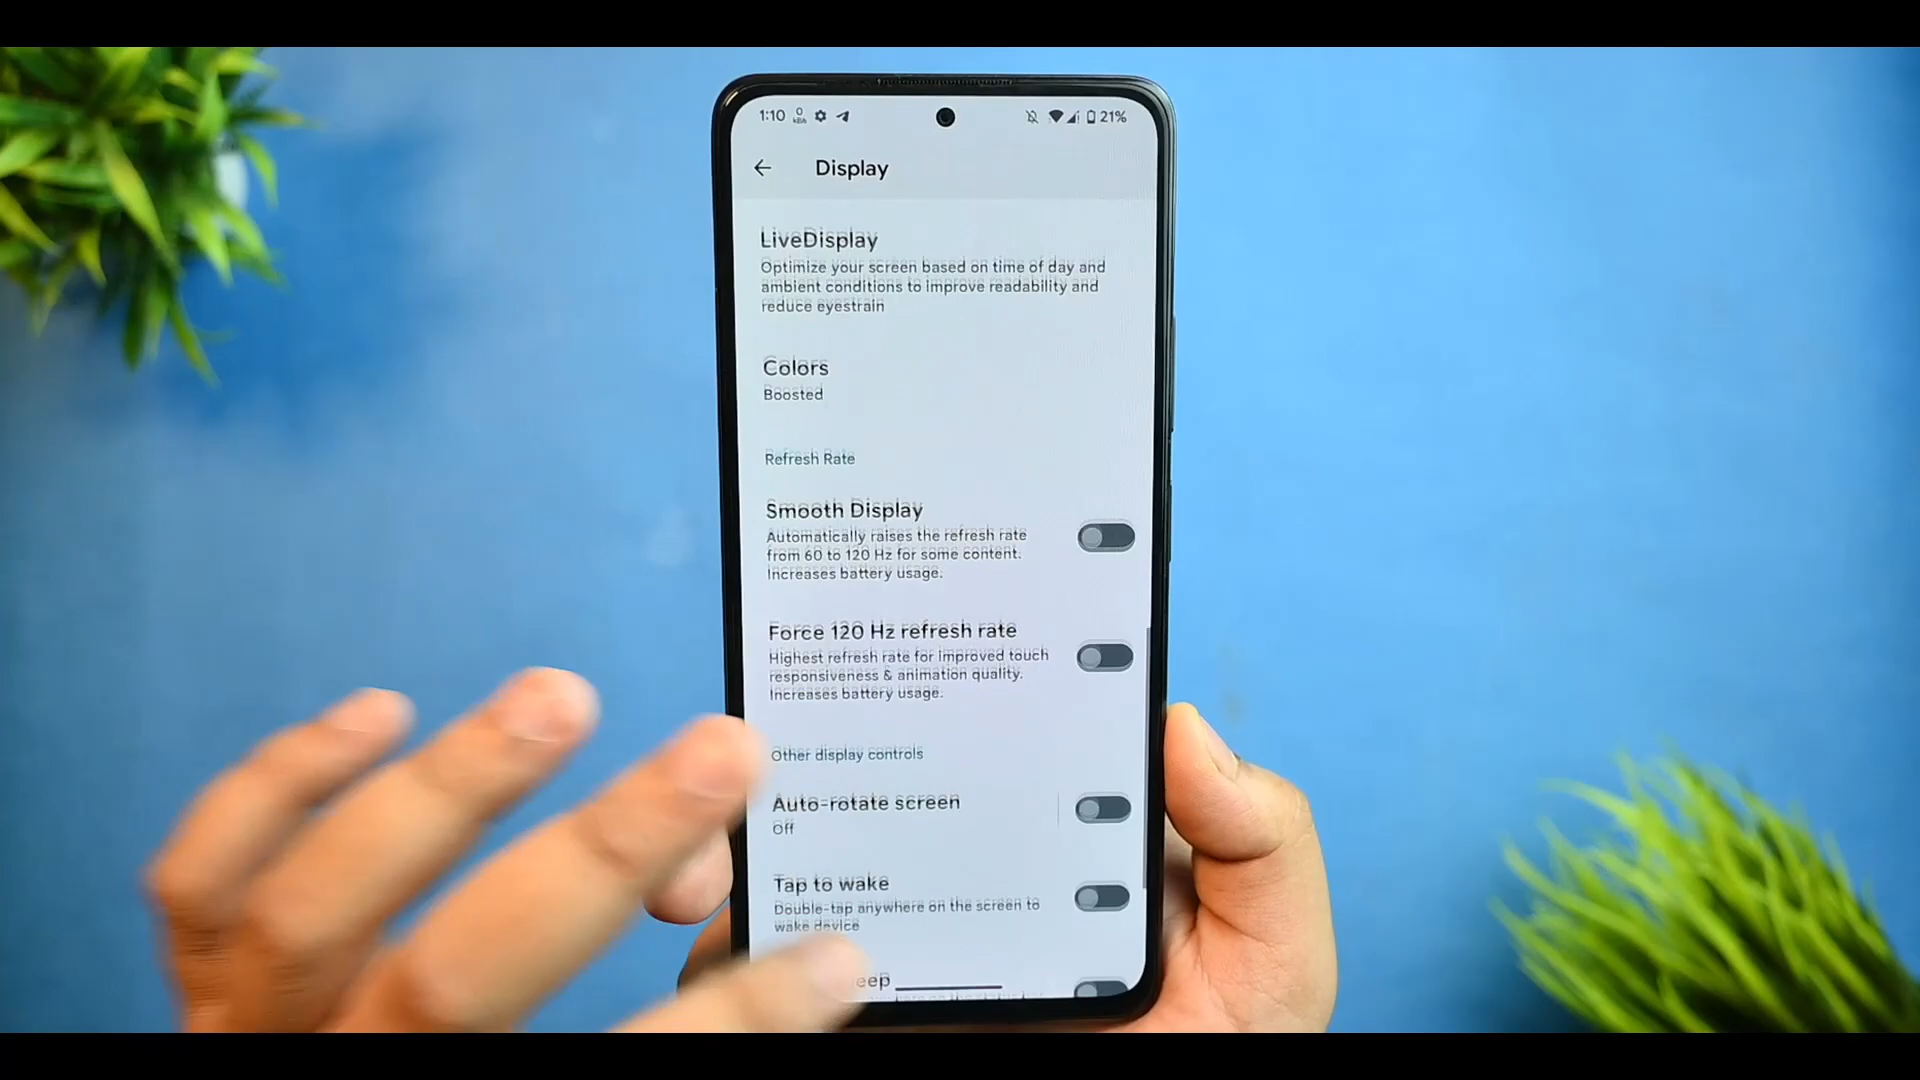 1:10 0 kB/s 21%
Display
LiveDisplay
Optimize your screen based on time of day and
ambient conditions to improve readability and
reduce eyestrain
Colors
Boosted
Refresh Rate
Smooth Display
Automatically raises the refresh rate
from 60 to 120 Hz for some content.
Increases battery usage.
Force 120 Hz refresh rate
Highest refresh rate for improved touch
responsiveness & animation quality.
Increases battery usage.
Other display controls
Auto-rotate screen
Off
Tap to wake
Double-tap anywhere on the screen to
wake device
eep